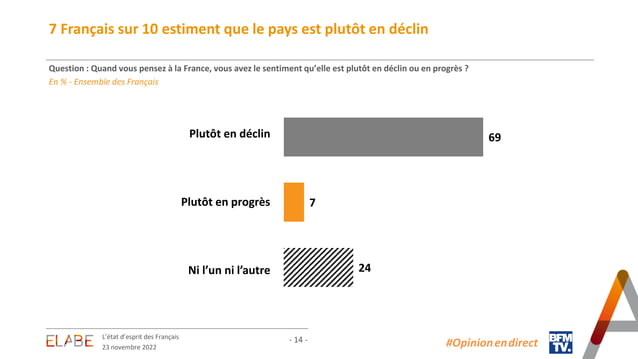 7 Français sur 10 estiment que le pays est plutôt en déclin
Question : Quand vous pensez à la France, vous avez le sentiment qu’elle est plutôt en déclin ou en progrès ?
En % - Ensemble des Français
Plutôt en déclin
69
Plutôt en progrès
7
Ni l’un ni l’autre
24
ELABE
L’état d’esprit des Français
23 novembre 2022
- 14 -
#Opinionendirect
BFM
TV.